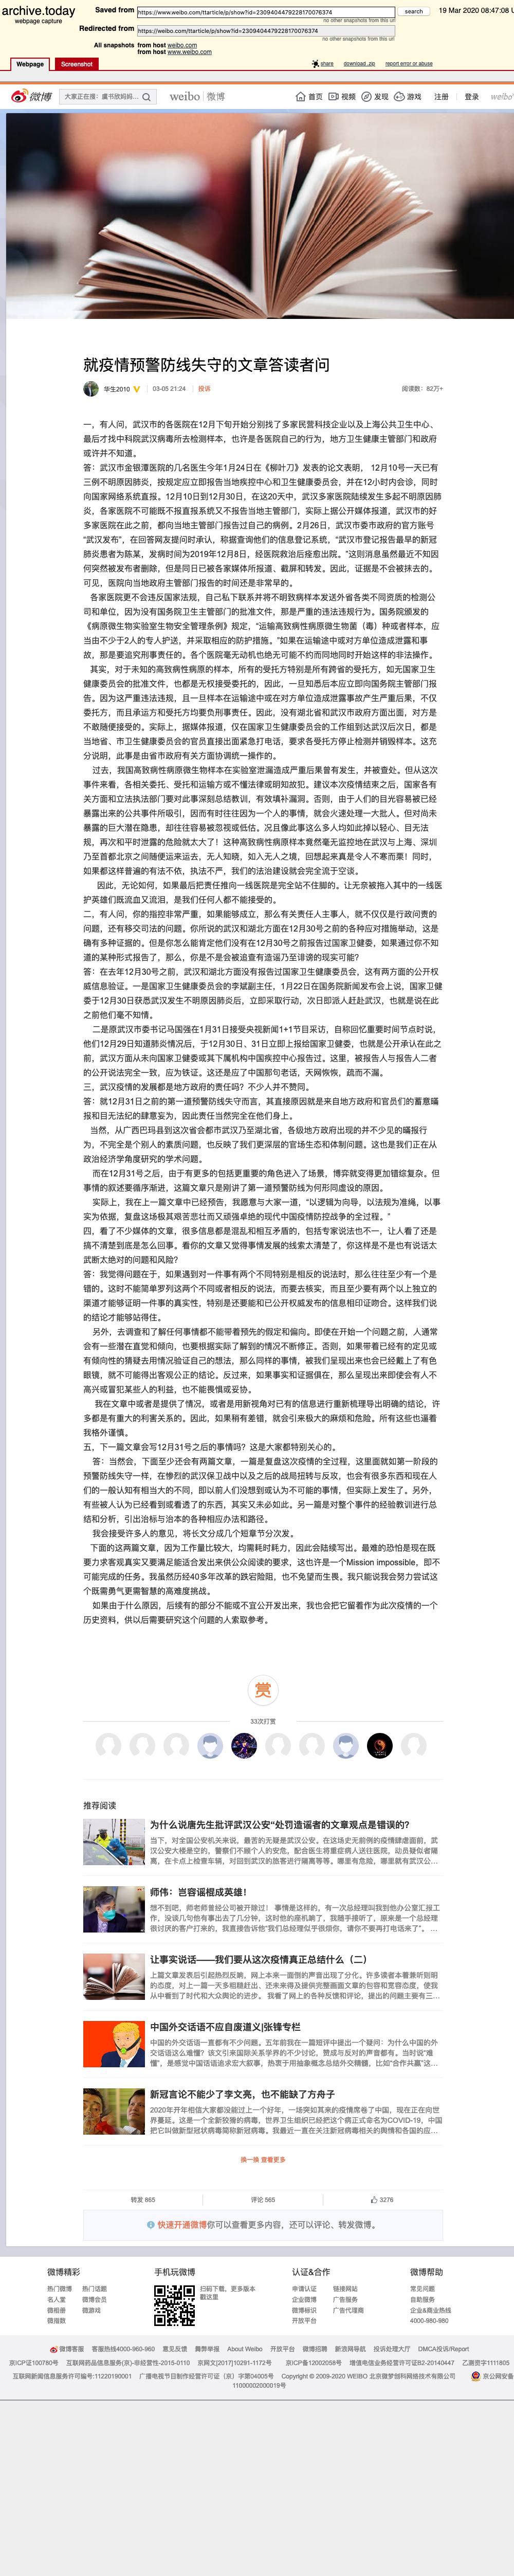 archive.today
webpage capture
Saved from
https://www.weibo.com/ttarticle/p/show?id=2309404479228170076374
search
19 Mar 2020 08:47:08 U
no other snapshots from this url
Redirected from
https://weibo.com/ttarticle/p/show?id=2309404479228170076374
no other snapshots from this url
All snapshots
from host weibo.com
from host www.weibo.com
Webpage
Screenshot
share
download .zip
report error or abuse
微博
大家正在搜：虞书欣妈妈...
weibo | 微博
首页
视频
发现
游戏
注册
登录
就疫情预警防线失守的文章答读者问
华生2010
03-05 21:24
投诉
阅读数：82万+
一，有人问，武汉市的各医院在12月下旬开始分别找了多家民营科技企业以及上海公共卫生中心、
最后才找中科院武汉病毒所去检测样本，也许是各医院自己的行为，地方卫生健康主管部门和政府
或许并不知道。
答：武汉市金银潭医院的几名医生今年1月24日在《柳叶刀》发表的论文表明， 12月10号一天已有
三例不明原因肺炎，按规定应立即报告当地疾控中心和卫生健康委员会，并在12小时内会诊，同时
向国家网络系统直报。12月10日到12月30日，在这20天中，武汉多家医院陆续发生多起不明原因肺
炎，各家医院不可能既不报直报系统又不报告当地主管部门，实际上据公开媒体报道，武汉市的好
多家医院在此之前，都向当地主管部门报告过自己的病例。2月26日，武汉市委市政府的官方账号
“武汉发布”，在回答网友提问时承认，称据查询他们的信息登记系统，“武汉市登记报告最早的新冠
肺炎患者为陈某，发病时间为2019年12月8日，经医院救治后痊愈出院。”这则消息虽然最近不知因
何突然被发布者删除，但是同日已被各家媒体所报道、截屏和转发。因此，证据是不会被抹去的。
可见，医院向当地政府主管部门报告的时间还是非常早的。
各家医院更不会违反国家法规，自己私下联系并将不明致病样本发送外省各类不同资质的检测公
司和单位，因为没有国务院卫生主管部门的批准文件，那是严重的违法违规行为。国务院颁发的
《病原微生物实验室生物安全管理条例》规定，“运输高致病性病原微生物菌（毒）种或者样本，应
当由不少于2人的专人护送，并采取相应的防护措施。”如果在运输途中或对方单位造成泄露和事
故，那是要追究刑事责任的。各个医院毫无动机也绝无可能不约而同地同时开始这样的非法操作。
其实，对于未知的高致病性病原的样本，所有的受托方特别是所有跨省的受托方，如无国家卫生
健康委员会的批准文件，也都是无权接受委托的，因此，一旦知悉后本应立即向国务院主管部门报
告。因为这严重违法违规，且一旦样本在运输途中或在对方单位造成泄露事故产生严重后果，不仅
委托方，而且承运方和受托方均要负刑事责任。因此，没有湖北省和武汉市政府方面出面，对方是
不敢随便接受的。实际上，据媒体报道，仅在国家卫生健康委员会的工作组到达武汉后次日，都是
当地省、市卫生健康委员会的官员直接出面紧急打电话，要求各受托方停止检测并销毁样本。这充
分说明，此事是由省市政府有关方面协调统一操作的。
过去，我国高致病性病原微生物样本在实验室泄漏造成严重后果曾有发生，并被查处。但从这次
事件来看，各相关委托、受托和运输方或不懂法律或明知故犯。建议本次疫情结束之后，国家各有
关方面和立法执法部门要对此事深刻总结教训，有效填补漏洞。否则，由于人们的目光容易被已经
暴露出来的公共事件所吸引，因而有时往往因为一个人的事情，就会火速处理一大批人。但对尚未
暴露的巨大潜在隐患，却往往容易被忽视或低估。况且像此事这么多人均如此掉以轻心、目无法
规，再次和平时泄露的危险就太大了！这种高致病性病原样本竟然毫无监控地在武汉与上海、深圳
乃至首都北京之间随便运来运去，无人知晓，如入无人之境，回想起来真是令人不寒而栗！同时，
如果都这样普遍的有法不依，执法不严，我们的法治建设就会完全流于空谈。
因此，无论如何，如果最后把责任推向一线医院是完全站不住脚的。让无奈被拖入其中的一线医
护英雄们既流血又流泪，是我们任何人都不能接受的。
二，有人问，你的指控非常严重，如果能够成立，那么有关责任人主事人，就不仅仅是行政问责的
问题，还有移交司法的问题。你所说的武汉和湖北方面在12月30号之前的各种应对措施举动，这是
确有多种证据的。但是你怎么能肯定他们没有在12月30号之前报告过国家卫健委，如果通过你不知
道的某种形式报告了，那么，你是不是会被追查有造谣乃至诽谤的现实可能?
答：在去年12月30号之前，武汉和湖北方面没有报告过国家卫生健康委员会，这有两方面的公开权
威信息验证。一是国家卫生健康委员会的李斌副主任，1月22日在国务院新闻发布会上说，国家卫健
委于12月30日获悉武汉发生不明原因肺炎后，立即采取行动，次日即派人赶赴武汉，也就是说在此
之前他们毫不知情。
二是原武汉市委书记马国强在1月31日接受央视新闻1+1节目采访，自称回忆重要时间节点时说，
他们12月29日知道肺炎情况后，于12月30日、31日立即上报给国家卫健委，也就是公开承认在此之
前，武汉方面从未向国家卫健委或其下属机构中国疾控中心报告过。这里，被报告人与报告人二者
的公开说法完全一致，应为铁证。这还是应了中国那句老话，天网恢恢，疏而不漏。
三，武汉疫情的发展都是地方政府的责任吗？不少人并不赞同。
答：就12月31日之前的第一道预警防线失守而言，其直接原因就是来自地方政府和官员们的蓄意瞒
报和目无法纪的肆意妄为，因此责任当然完全在他们身上。
当然，从广西巴玛县到这次省会都市武汉乃至湖北省，各级地方政府出现的并不少见的瞒报行
为，不完全是个别人的素质问题，也反映了我们更深层的官场生态和体制问题。这也是我们正在从
政治经济学角度研究的学术问题。
而在12月31号之后，由于有更多的包括更重要的角色进入了场景，博弈就变得更加错综复杂。但
事情的叙述要循序渐进，这篇文章只是刚讲了第一道预警防线为何形同虚设的原因。
实际上，我在上一篇文章中已经预告，我愿意与大家一道，“以逻辑为向导，以法规为准绳，以事
实为依据，复盘这场极其艰苦悲壮而又顽强卓绝的现代中国疫情防控战争的全过程。”
四，看了不少媒体的文章，很多信息都是混乱和相互矛盾的，包括专家说法也不一，让人看了还是
搞不清楚到底是怎么回事。看你的文章又觉得事情发展的线索太清楚了，你这样是不是也有说话太
武断太绝对的问题和风险?
答：我觉得问题在于，如果遇到对一件事有两个不同特别是相反的说法时，那么往往至少有一个是
错的。这时不能简单罗列这两个不同或者相反的说法，而要去核实，而且至少要有两个以上独立的
渠道才能够证明一件事的真实性，特别是还要能和已公开权威发布的信息相印证吻合。这样我们说
的结论才能够站得住。
另外，去调查和了解任何事情都不能带着预先的假定和偏向。即使在开始一个问题之前，人通常
会有一些潜在直觉和倾向，也要根据实际了解到的情况不断修正。否则，如果带着已经有的定见或
有倾向性的猜疑去用情况验证自己的想法，那么同样的事情，被我们呈现出来也会已经戴上了有色
眼镜，就不可能得出客观公正的结论。反过来，如果事实和证据俱在，那么呈现出来即使会有人不
高兴或冒犯某些人的利益，也不能畏惧或妥协。
我在文章中或者是提供了情况，或者是用新视角对已有的信息进行重新梳理导出明确的结论，许
多都是有重大的利害关系的。因此，如果稍有差错，就会引来极大的麻烦和危险。所有这些也逼着
我格外谨慎。
五，下一篇文章会写12月31号之后的事情吗？这是大家都特别关心的。
答：当然会，下面至少还会有两篇文章，一篇是复盘这次疫情的全过程，这里面就如第一阶段的
预警防线失守一样，在惨烈的武汉保卫战中以及之后的战局扭转与反攻，也会有很多东西和现在人
们的一般认知有相当大的不同，即以前人们没想到或认为不可能的事情，但实际上发生了。另外，
有些被人认为已经看到或看透了的东西，其实又未必如此。另一篇是对整个事件的经验教训进行总
结和分析，引出治标与治本的各种相应办法和路径。
我会接受许多人的意见，将长文分成几个短章节分次发。
下面的这两篇文章，因为工作量比较大，均需耗时耗力，因此会陆续写出。最难的恐怕是现在既
要力求客观真实又要满足能适合发出来供公众阅读的要求，这也许是一个Mission impossible，即不
可能完成的任务。我虽然历经40多年改革的跌宕险阻，也不免望而生畏。我只能说我会努力尝试这
个既需勇气更需智慧的高难度挑战。
如果由于什么原因，后续有的部分不能或不宜公开发出来，我也会把它留着作为此次疫情的一个
历史资料，供以后需要研究这个问题的人索取参考。
赏
33次打赏
推荐阅读
为什么说唐先生批评武汉公安“处罚造谣者的文章观点是错误的？
当下，对全国公安机关来说，最苦的无疑是武汉公安。在这场史无前例的疫情肆虐面前，武
汉公安大楼是空的，警察们不顾个人的安危，配合医生将重症病人送往医院，动员疑似者隔
离，在卡点上检查车辆，对回到武汉的旅客进行隔离等等。哪里有危险，哪里就有武汉公...
师伟：岂容谣棍成英雄！
想不到吧，师老师曾经公司被开除过！ 事情是这样的，有一次总经理叫我到他办公室汇报工
作，没谈几句他有事出去了几分钟，这时他的座机响了，我随手接听了，原来是一个总经理
很讨厌的客户打来的，我直接告诉他“我们总经理似乎很烦你，请你不要再打电话来了”。 ...
让事实说话——我们要从这次疫情真正总结什么（二）
上篇文章发表后引起热烈反响，网上本来一面倒的声音出现了分化。许多读者本着兼听则明
的态度，对上一篇一天多粗糙赶出、还未来得及提供完整画面文章的包容和宽容态度，使我
从中看到了时代和大众舆论的进步。 我看了网上的各种反馈和评论，提出的问题主要有三...
中国外交话语不应自废道义|张锋专栏
中国的外交话语一直都有不少问题。五年前我在一篇短评中提出一个疑问：为什么中国的外
交话语这么难懂？该文引来国际关系学界的不少讨论，赞成与反对的声音都有。当时说“难
懂”，是感觉中国话语追求宏大叙事，热衷于用抽象概念总结外交精髓，比如“合作共赢”这...
新冠言论不能少了李文亮，也不能缺了方舟子
2020年开年相信大家都没能过上一个好年，一场突如其来的疫情席卷了中国，现在正在向世
界蔓延。这是一个全新狡猾的病毒，世界卫生组织已经把这个病正式命名为COVID-19，中国
把它叫做新型冠状病毒简称新冠病毒。我最近一直在关注新冠病毒相关的舆情和各国的应...
换一换 查看更多
转发 865
评论 565
3276
快速开通微博你可以查看更多内容，还可以评论、转发微博。
微博精彩
热门微博
热门话题
名人堂
微博会员
微相册
微游戏
微指数
手机玩微博
扫码下载，更多版本
戳这里
认证&合作
申请认证
链接网站
企业微博
广告服务
微博标识
广告代理商
开放平台
微博帮助
常见问题
自助服务
企业&商业热线
4000-980-980
微博客服
客服热线4000-960-960
意见反馈
舞弊举报
About Weibo
开放平台
微博招聘
新浪网导航
投诉处理大厅
DMCA投诉/Report
京ICP证100780号
互联网药品信息服务(京)-非经营性-2015-0110
京网文[2017]10291-1172号
京ICP备12002058号
增值电信业务经营许可证B2-20140447
乙测资字1111805
互联网新闻信息服务许可编号:11220190001
广播电视节目制作经营许可证（京）字第04005号
Copyright © 2009-2020 WEIBO 北京微梦创科网络技术有限公司
京公网安备
11000002000019号